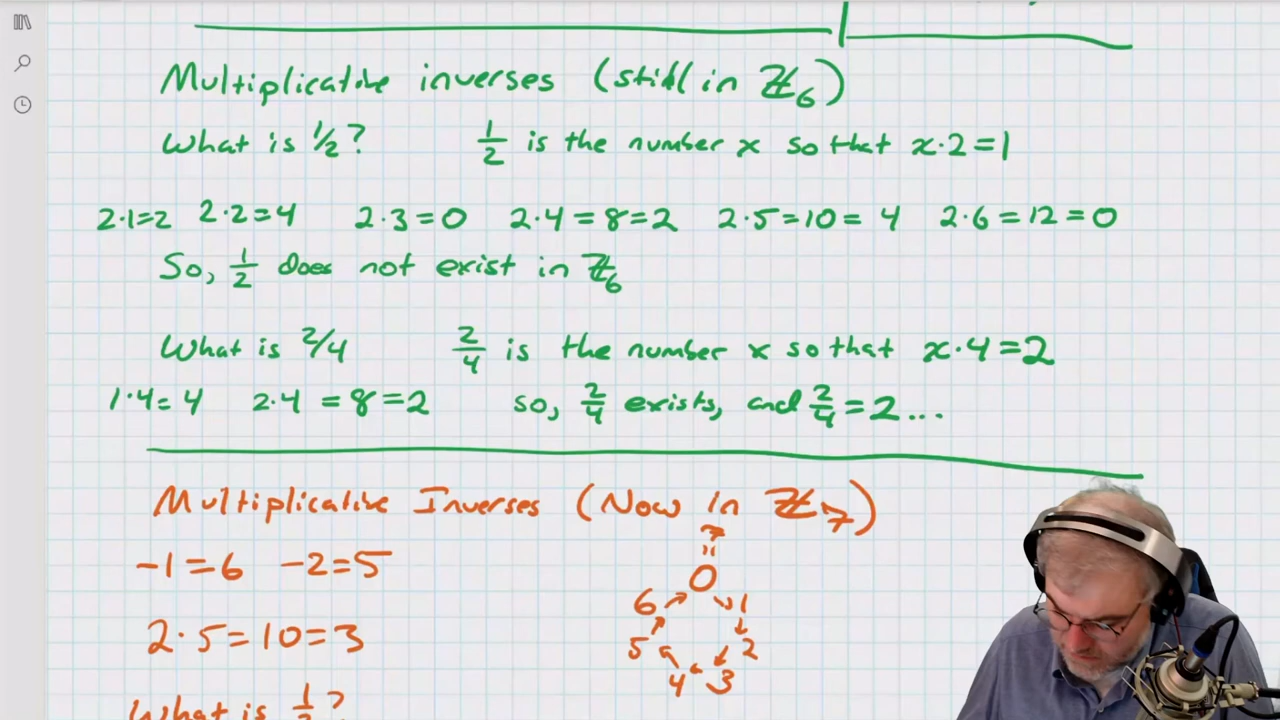 Multiplicative inverses (still in ℤ₆)
What is 1/2? 1/2 is the number x so that x·2=1
2·1=2 2·2=4 2·3=0 2·4=8=2 2·5=10=4 2·6=12=0
So, 1/2 does not exist in ℤ₆
What is 2/4 2/4 is the number x so that x·4=2
1·4=4 2·4=8=2 so, 2/4 exists, and 2/4=2...
Multiplicative Inverses (Now in ℤ₇)
7
=
-1=6 -2=5 0
6 → → 1
2·5=10=3 5 2
4 3
What is 1/2?